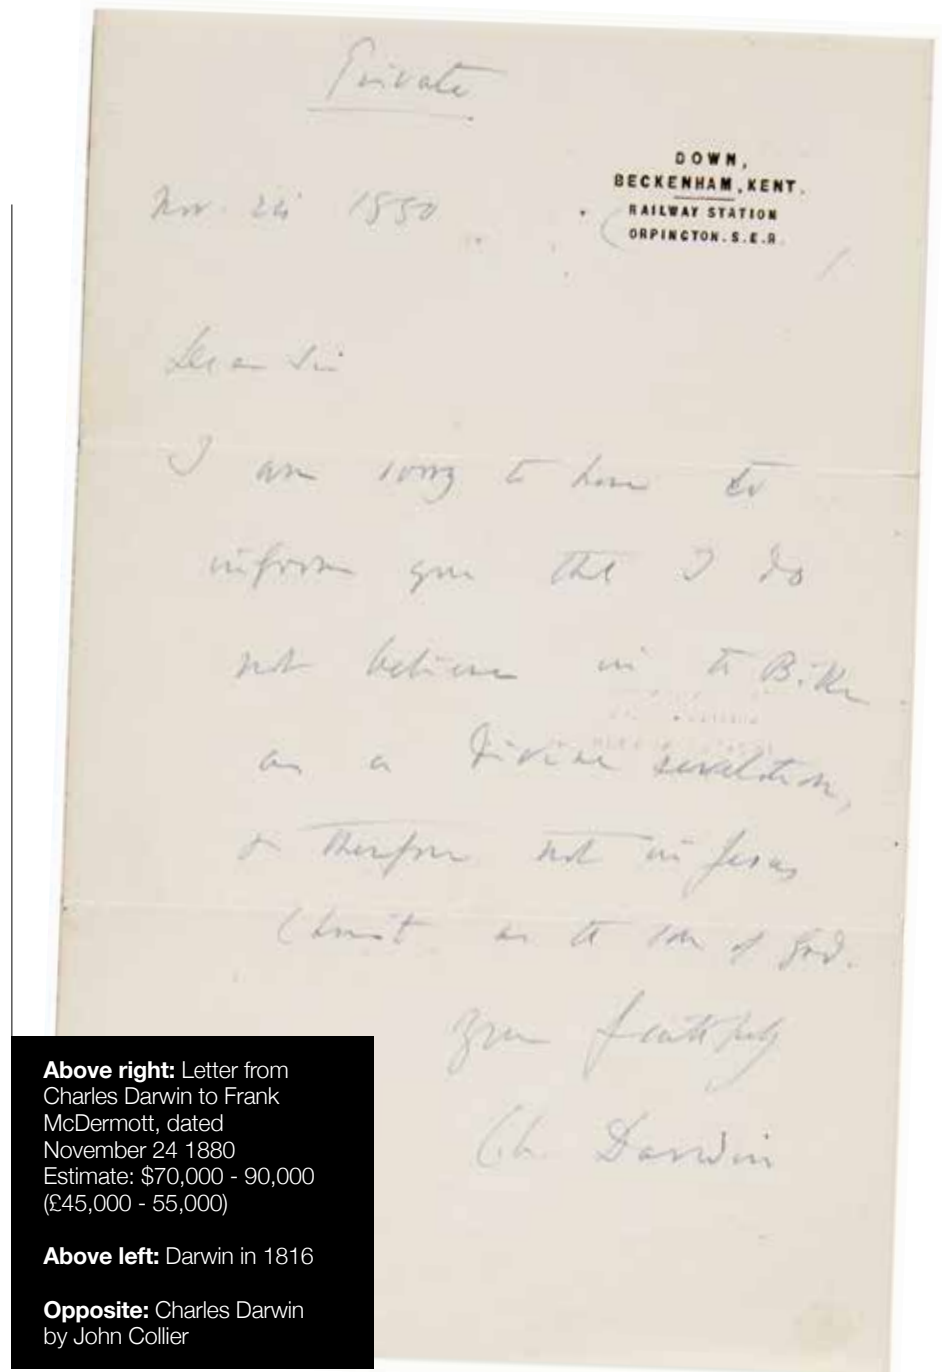 Private
DOWN,
BECKENHAM, KENT.
RAILWAY STATION
ORPINGTON. S.E.R.
Nov. 24 1880
Dear Sir
I am sorry to have to
inform you that I do
not believe in the Bible
as a divine revelation,
& therefore not in Jesus
Christ as the son of God.
Yours faithfully
Ch. Darwin
Above right: Letter from
Charles Darwin to Frank
McDermott, dated
November 24 1880
Estimate: $70,000 - 90,000
(£45,000 - 55,000)
Above left: Darwin in 1816
Opposite: Charles Darwin
by John Collier